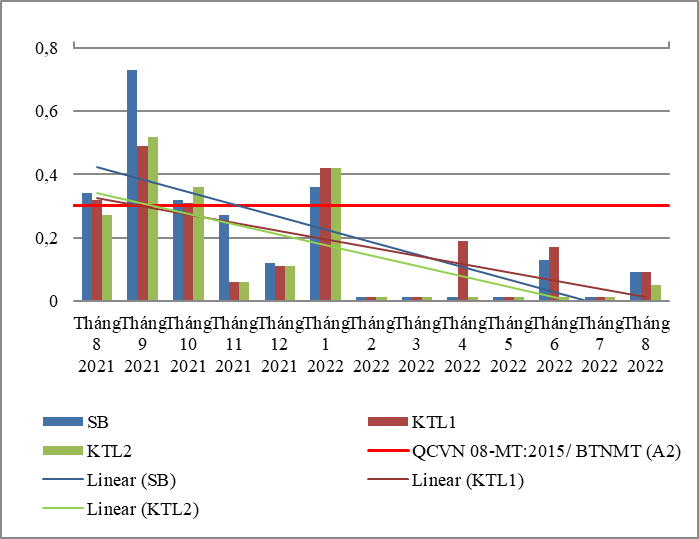 0,8
0,6
0,4
0,2
0
Tháng Tháng Tháng Tháng Tháng Tháng Tháng Tháng Tháng Tháng Tháng Tháng Tháng
8 9 10 11 12 1 2 3 4 5 6 7 8
2021 2021 2021 2021 2021 2022 2022 2022 2022 2022 2022 2022 2022
SB KTL1
KTL2 QCVN 08-MT:2015/ BTNMT (A2)
Linear (SB) Linear (KTL1)
Linear (KTL2)